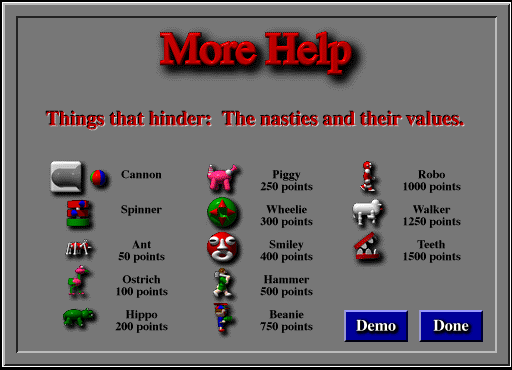 More Help
Things that hinder: The nasties and their values.
Cannon
Spinner
Ant
50 points
Ostrich
100 points
Hippo
200 points
Piggy
250 points
Wheelie
300 points
Smiley
400 points
Hammer
500 points
Beanie
750 points
Robo
1000 points
Walker
1250 points
Teeth
1500 points
Demo
Done